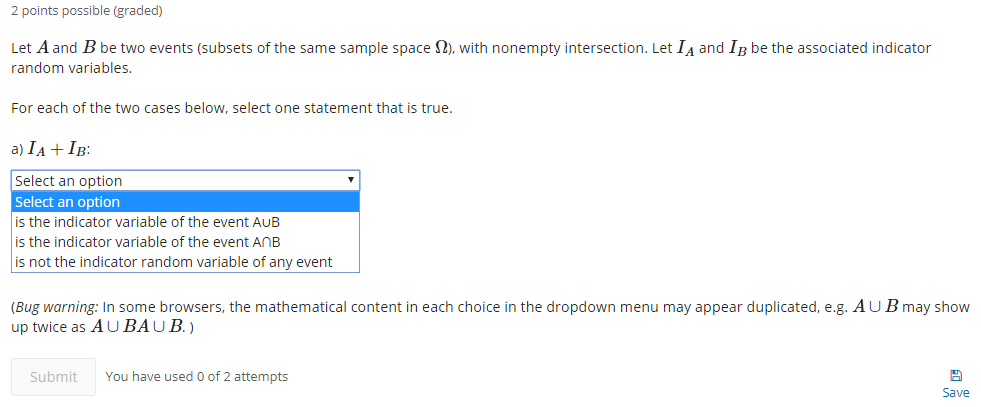 2 points possible (graded)
Let A and B be two events (subsets of the same sample space Ω), with nonempty intersection. Let I_A and I_B be the associated indicator
random variables.
For each of the two cases below, select one statement that is true.
a) I_A + I_B:
Select an option
Select an option
is the indicator variable of the event A∪B
is the indicator variable of the event A∩B
is not the indicator random variable of any event
(Bug warning: In some browsers, the mathematical content in each choice in the dropdown menu may appear duplicated, e.g. A ∪ B may show
up twice as A ∪ BA ∪ B. )
Submit You have used 0 of 2 attempts
Save